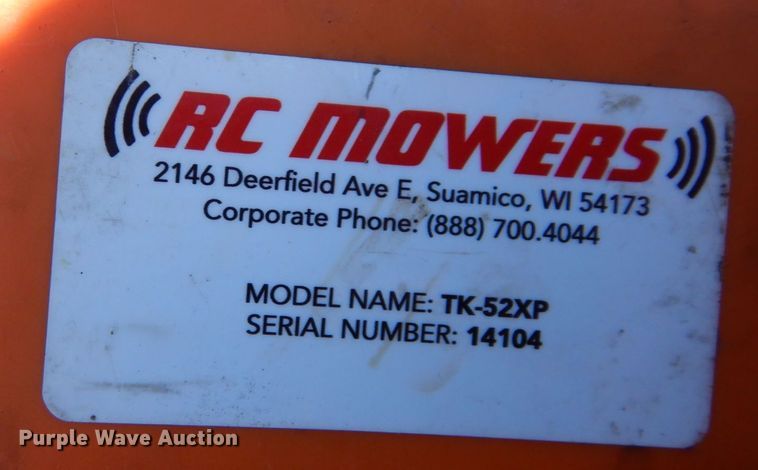 RC MOWERS
2146 Deerfield Ave E, Suamico, WI 54173
Corporate Phone: (888) 700.4044
MODEL NAME: TK-52XP
SERIAL NUMBER: 14104
Purple Wave Auction